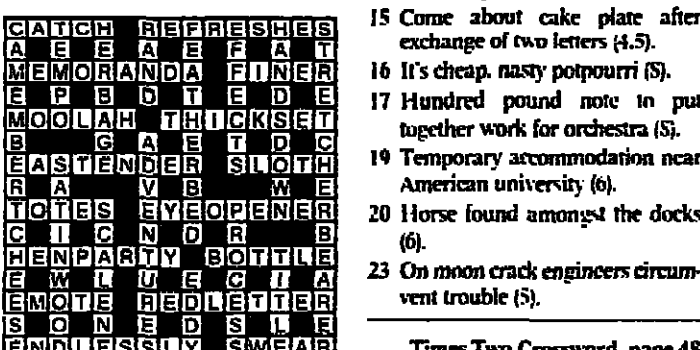 CATCH REFRESHES
A E E A E F A T
MEMORANDA FINER
E P B D T E D E
MOOLAH THICKSET
B G A E T D C
EASTENDER SLOTH
R A V B W E
TOTES EYEOPENER
C I C N D R B
HENPARTY BOTTLE
E W L U E C I A
EMOTE REDLETTER
S O N E D S L E
ENDLESSLY SWEAR
15 Come about cake plate after
exchange of two letters (4.5).
16 It's cheap, nasty potpourri (5).
17 Hundred pound note in put
together work for orchestra (5).
19 Temporary accommodation near
American university (6).
20 Horse found amongst the docks
(6).
23 On moon crack engineers circum-
vent trouble (5).
Times Two Crossword, page 48